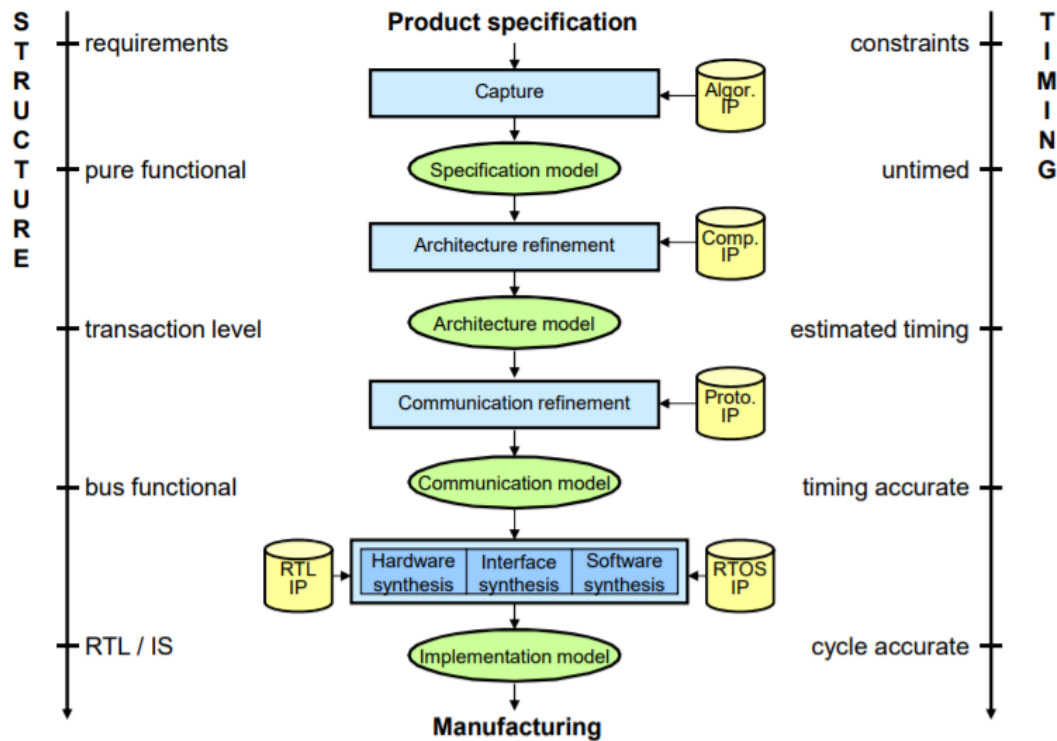 STRUCTURE
Product specification
TIMING
requirements
constraints
Capture
Algor.
IP
pure functional
Specification model
untimed
Architecture refinement
Comp.
IP
transaction level
Architecture model
estimated timing
Communication refinement
Proto.
IP
bus functional
Communication model
timing accurate
RTL
IP
Hardware
synthesis
Interface
synthesis
Software
synthesis
RTOS
IP
RTL / IS
Implementation model
cycle accurate
Manufacturing